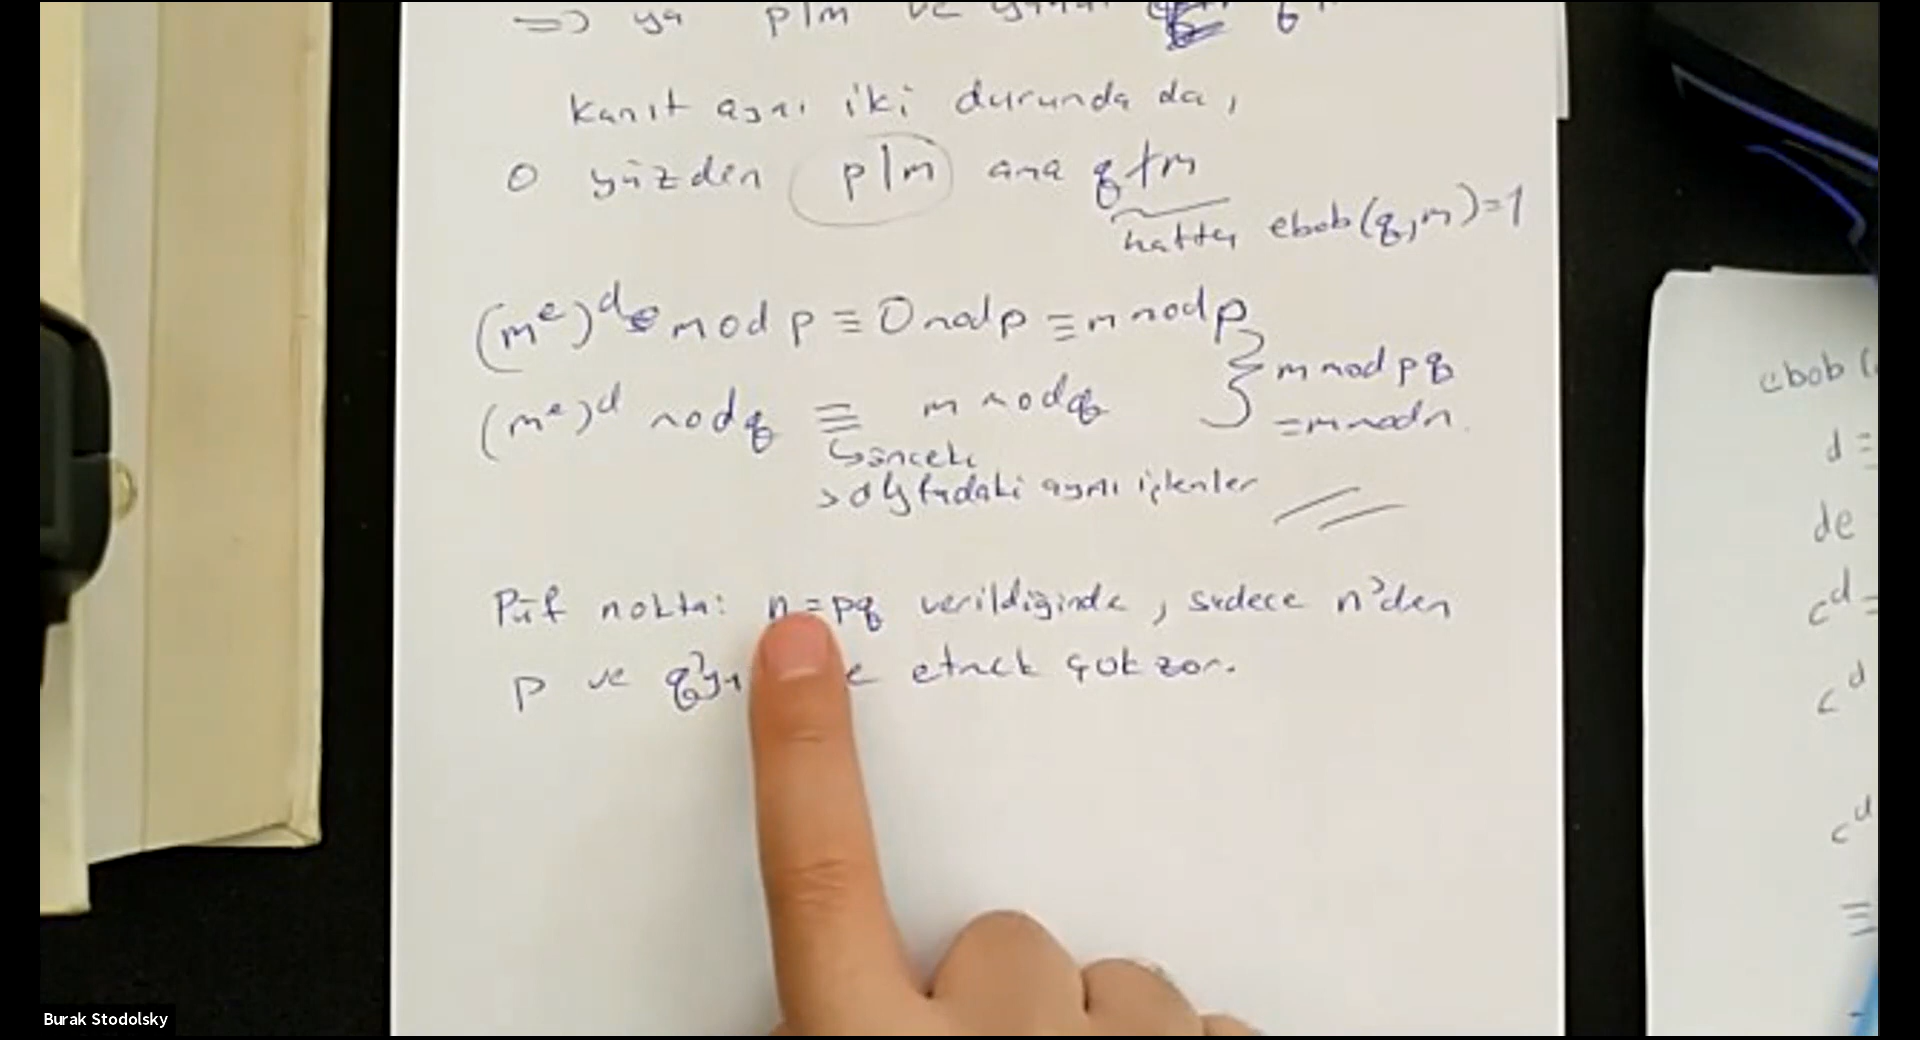 => ya p|m ve
Kanıt aynı iki durumda da,
O yüzden p|m ama q∤m
hatta ebob(q,m)=1
(m^e)^d mod p ≡ 0 mod p ≡ m mod p
(m^e)^d mod q ≡ m mod q
} m mod pq
= m mod n.
↳ önceki
sayfadaki aynı işlemler
Püf nokta: n=pq verildiğinde, sadece n'den
p ve q'yu etmek çok zor.
ebob(
d =
de
c^d =
c^d
c^d
≡
Burak Stodolsky